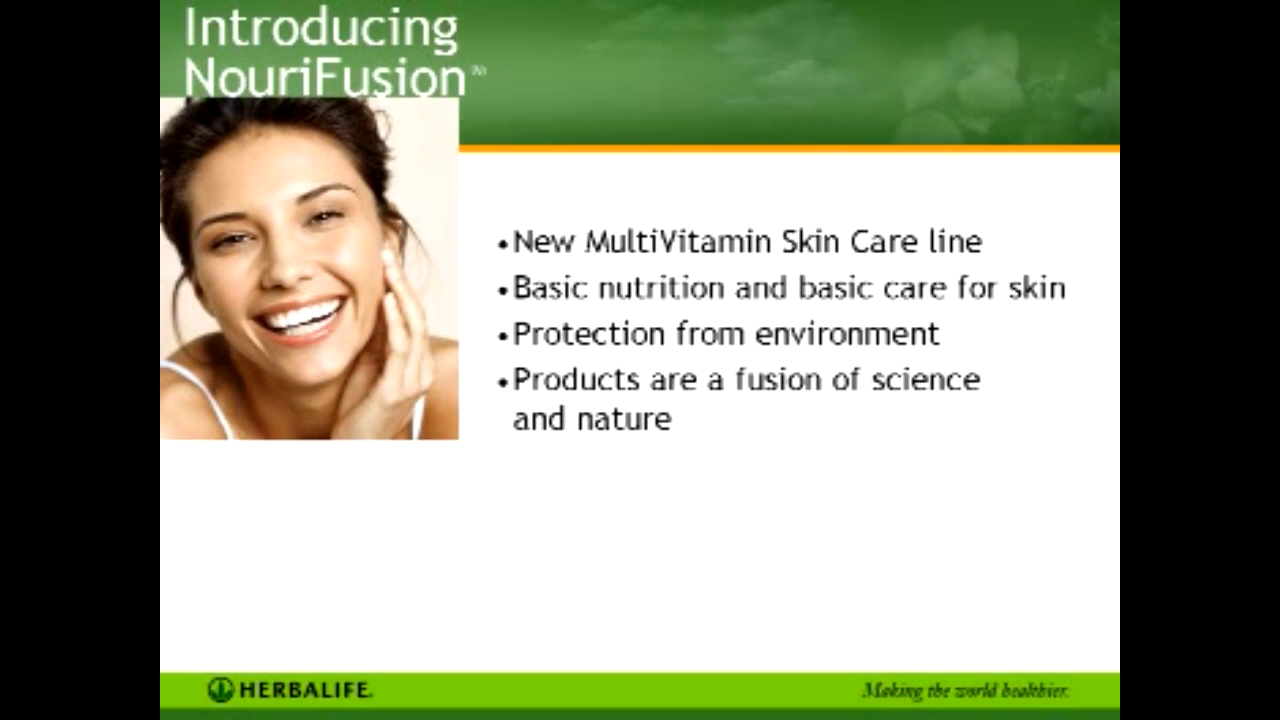 Introducing
NouriFusion™
•New MultiVitamin Skin Care line
•Basic nutrition and basic care for skin
•Protection from environment
•Products are a fusion of science
and nature
HERBALIFE.
Making the world healthier.